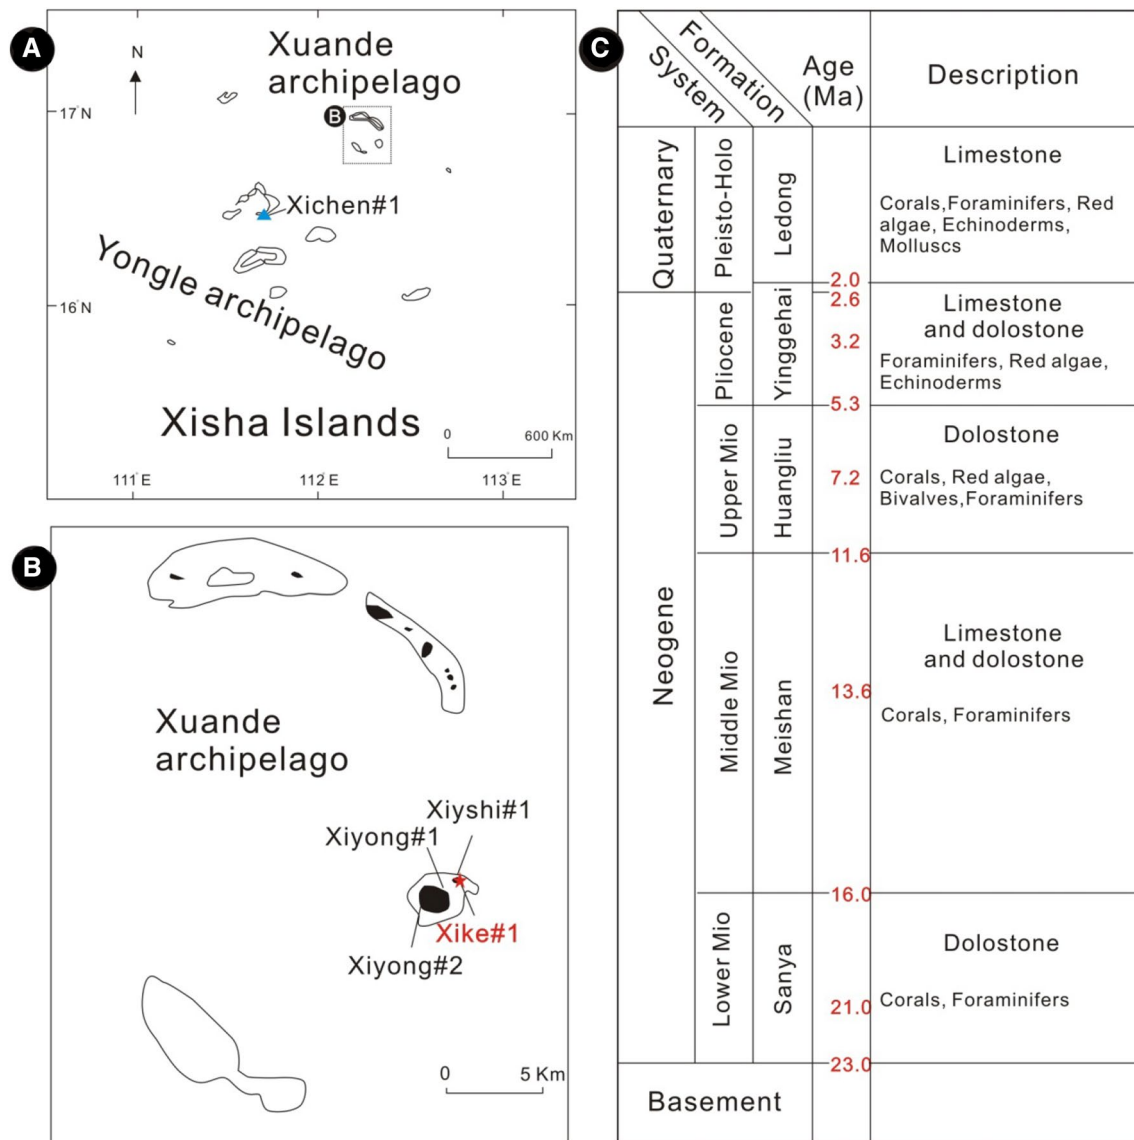 A
N
Xuande
archipelago
17°N
B
Xichen#1
Yongle archipelago
16°N
Xisha Islands
0 600 Km
111°E 112°E 113°E
B
Xuande
archipelago
Xiyshi#1
Xiyong#1
Xike#1
Xiyong#2
0 5 Km
C
System
Formation
Age
(Ma)
Description
Quaternary
Pleisto-Holo
Ledong
Limestone
Corals,Foraminifers, Red
algae, Echinoderms,
Molluscs
2.0
2.6
Neogene
Pliocene
Yinggehai
3.2
Limestone
and dolostone
Foraminifers, Red algae,
Echinoderms
5.3
Upper Mio
Huangliu
7.2
Dolostone
Corals, Red algae,
Bivalves,Foraminifers
11.6
Middle Mio
Meishan
13.6
Limestone
and dolostone
Corals, Foraminifers
16.0
Lower Mio
Sanya
21.0
Dolostone
Corals, Foraminifers
23.0
Basement